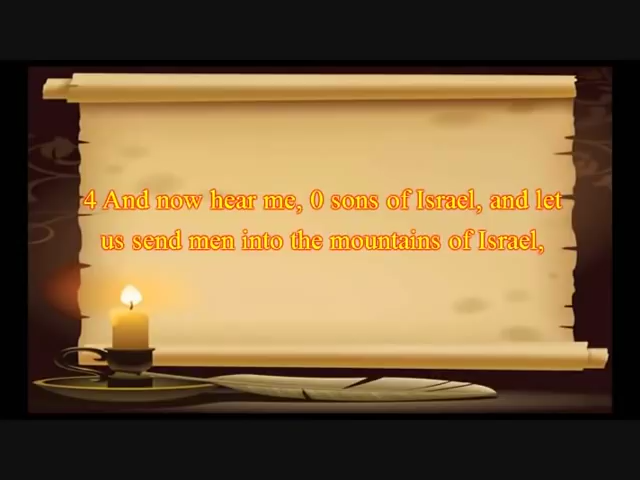 4 And now hear me, 0 sons of Israel, and let
us send men into the mountains of Israel,